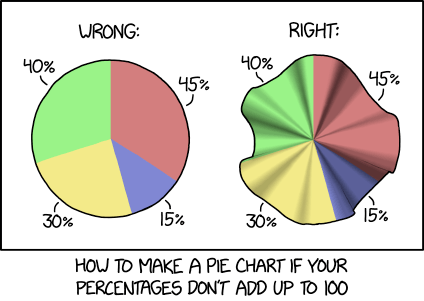 WRONG:
RIGHT:
40%
45%
30%
15%
40%
45%
30%
15%
HOW TO MAKE A PIE CHART IF YOUR
PERCENTAGES DON'T ADD UP TO 100